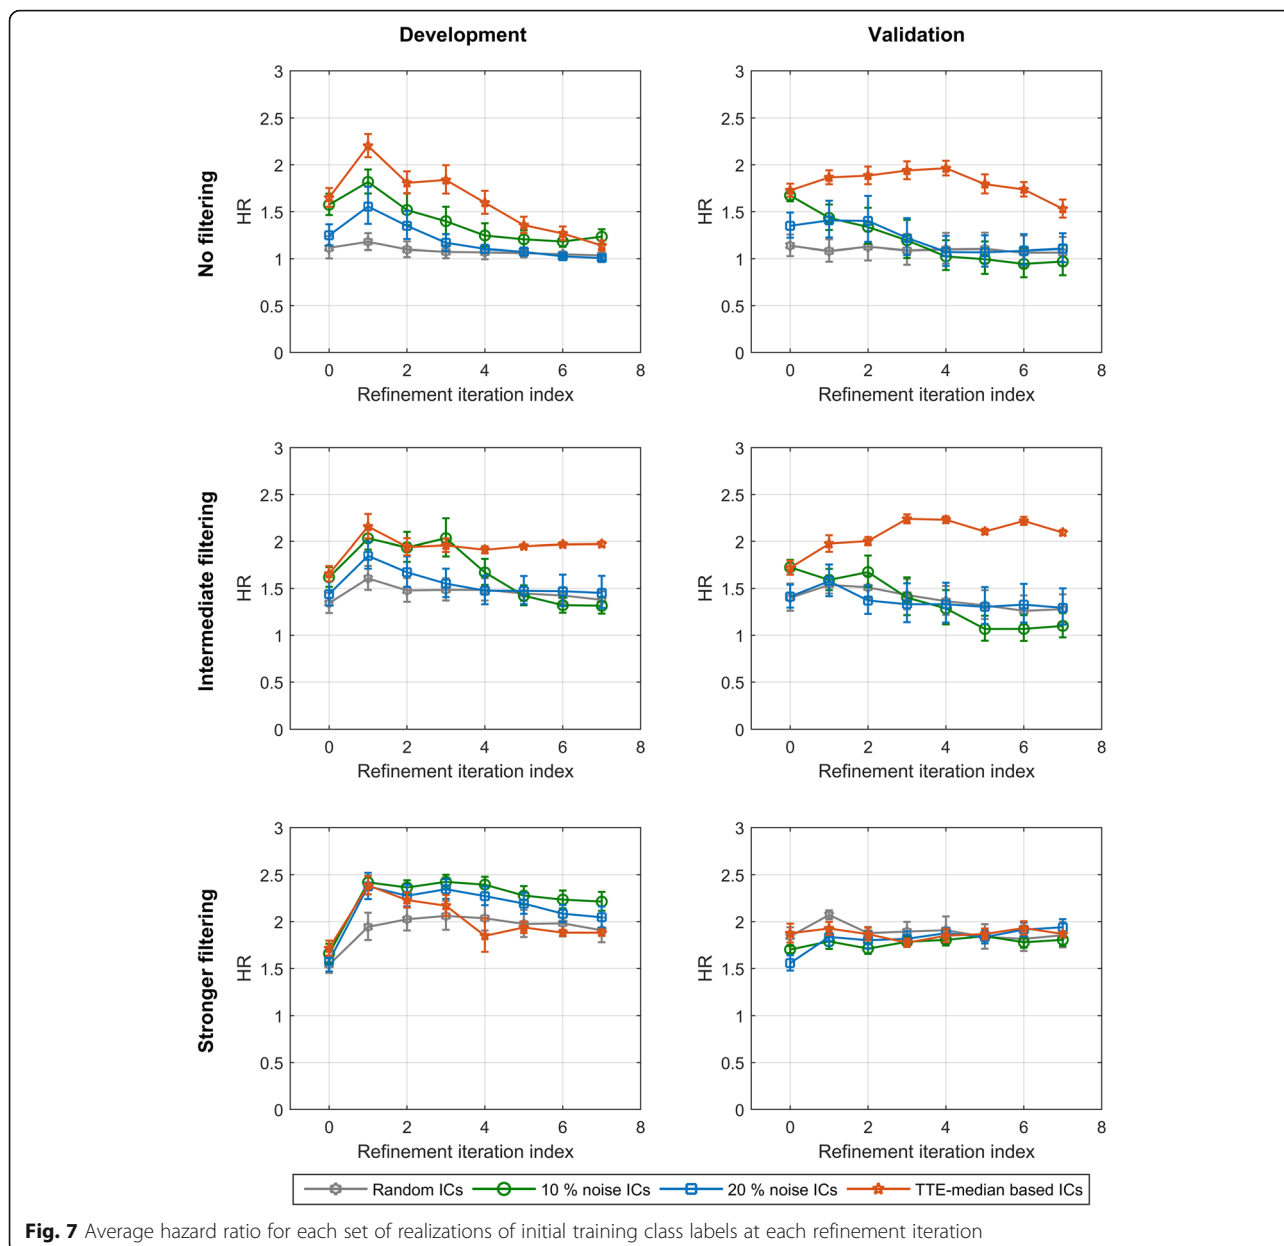 Development
Validation
No filtering
3
2.5
2
1.5
1
0.5
0
HR
0 2 4 6 8
Refinement iteration index
3
2.5
2
1.5
1
0.5
0
HR
0 2 4 6 8
Refinement iteration index
Intermediate filtering
3
2.5
2
1.5
1
0.5
0
HR
0 2 4 6 8
Refinement iteration index
3
2.5
2
1.5
1
0.5
0
HR
0 2 4 6 8
Refinement iteration index
Stronger filtering
3
2.5
2
1.5
1
0.5
0
HR
0 2 4 6 8
Refinement iteration index
3
2.5
2
1.5
1
0.5
0
HR
0 2 4 6 8
Refinement iteration index
Random ICs 10 % noise ICs 20 % noise ICs TTE-median based ICs
Fig. 7 Average hazard ratio for each set of realizations of initial training class labels at each refinement iteration